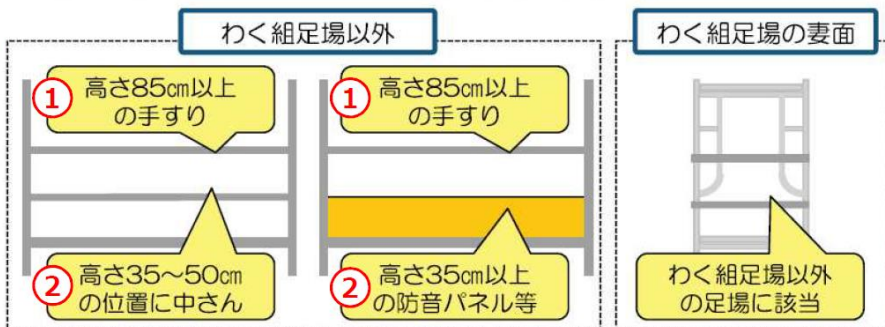 わく組足場以外
① 高さ85cm以上
の手すり
② 高さ35～50cm
の位置に中さん
① 高さ85cm以上
の手すり
② 高さ35cm以上
の防音パネル等
わく組足場の妻面
わく組足場以外
の足場に該当